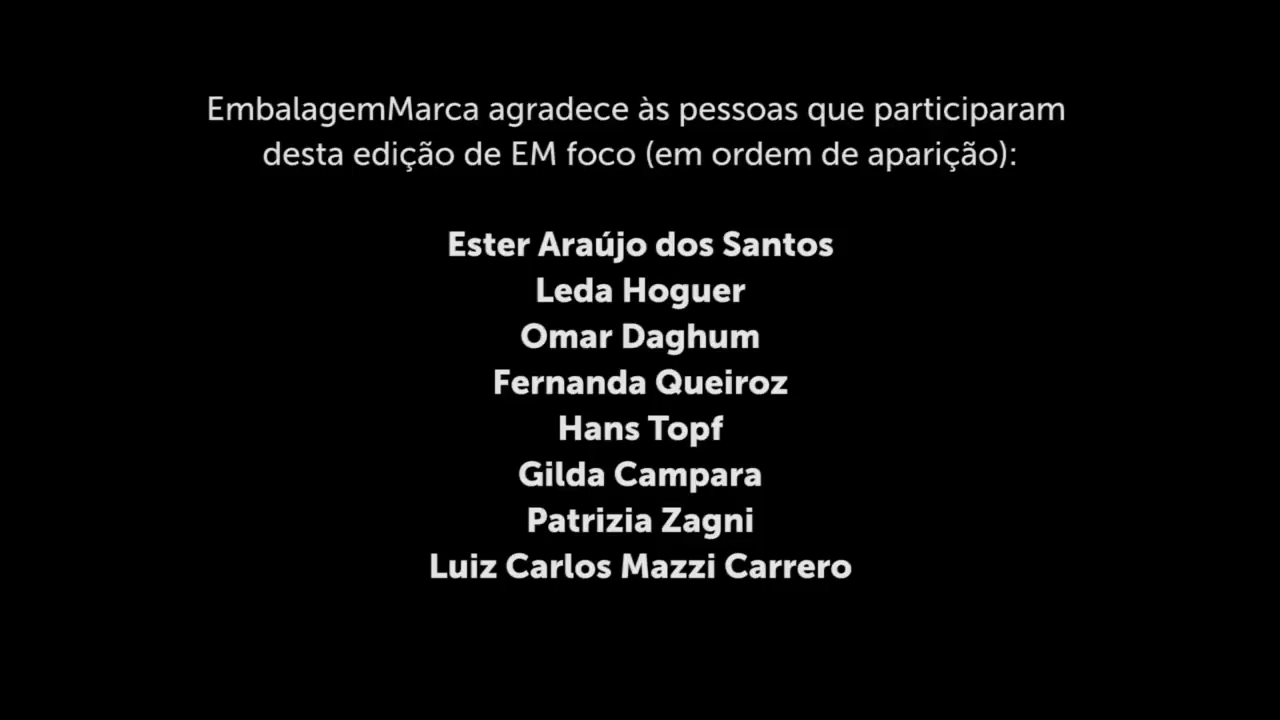 EmbalagemMarca agradece às pessoas que participaram
desta edição de EM foco (em ordem de aparição):
Ester Araújo dos Santos
Leda Hoguer
Omar Daghum
Fernanda Queiroz
Hans Topf
Gilda Campara
Patrizia Zagni
Luiz Carlos Mazzi Carrero